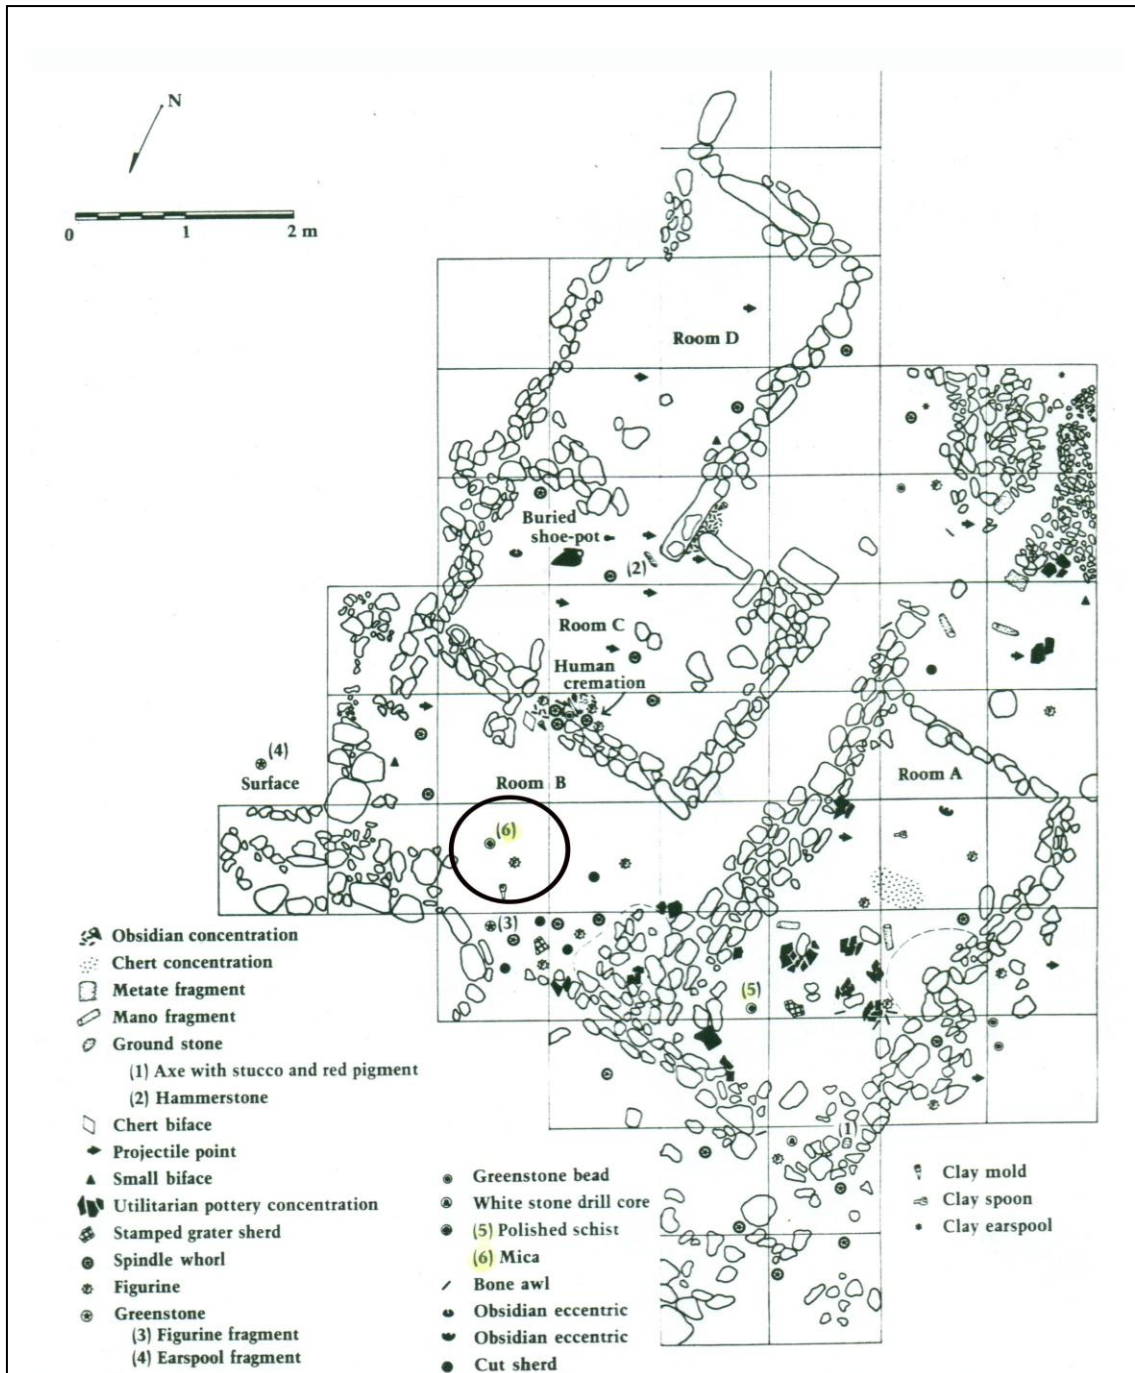 N
0 1 2 m
Room D
Buried
shoe-pot
(2)
Room C
Human
cremation
(4)
Surface
Room B
Room A
(6)
(3)
(5)
(1)
Obsidian concentration
Chert concentration
Metate fragment
Mano fragment
Ground stone
(1) Axe with stucco and red pigment
(2) Hammerstone
Chert biface
Projectile point
Small biface
Utilitarian pottery concentration
Stamped grater sherd
Spindle whorl
Figurine
Greenstone
(3) Figurine fragment
(4) Earspool fragment
Greenstone bead
White stone drill core
(5) Polished schist
(6) Mica
Bone awl
Obsidian eccentric
Obsidian eccentric
Cut sherd
Clay mold
Clay spoon
Clay earspool